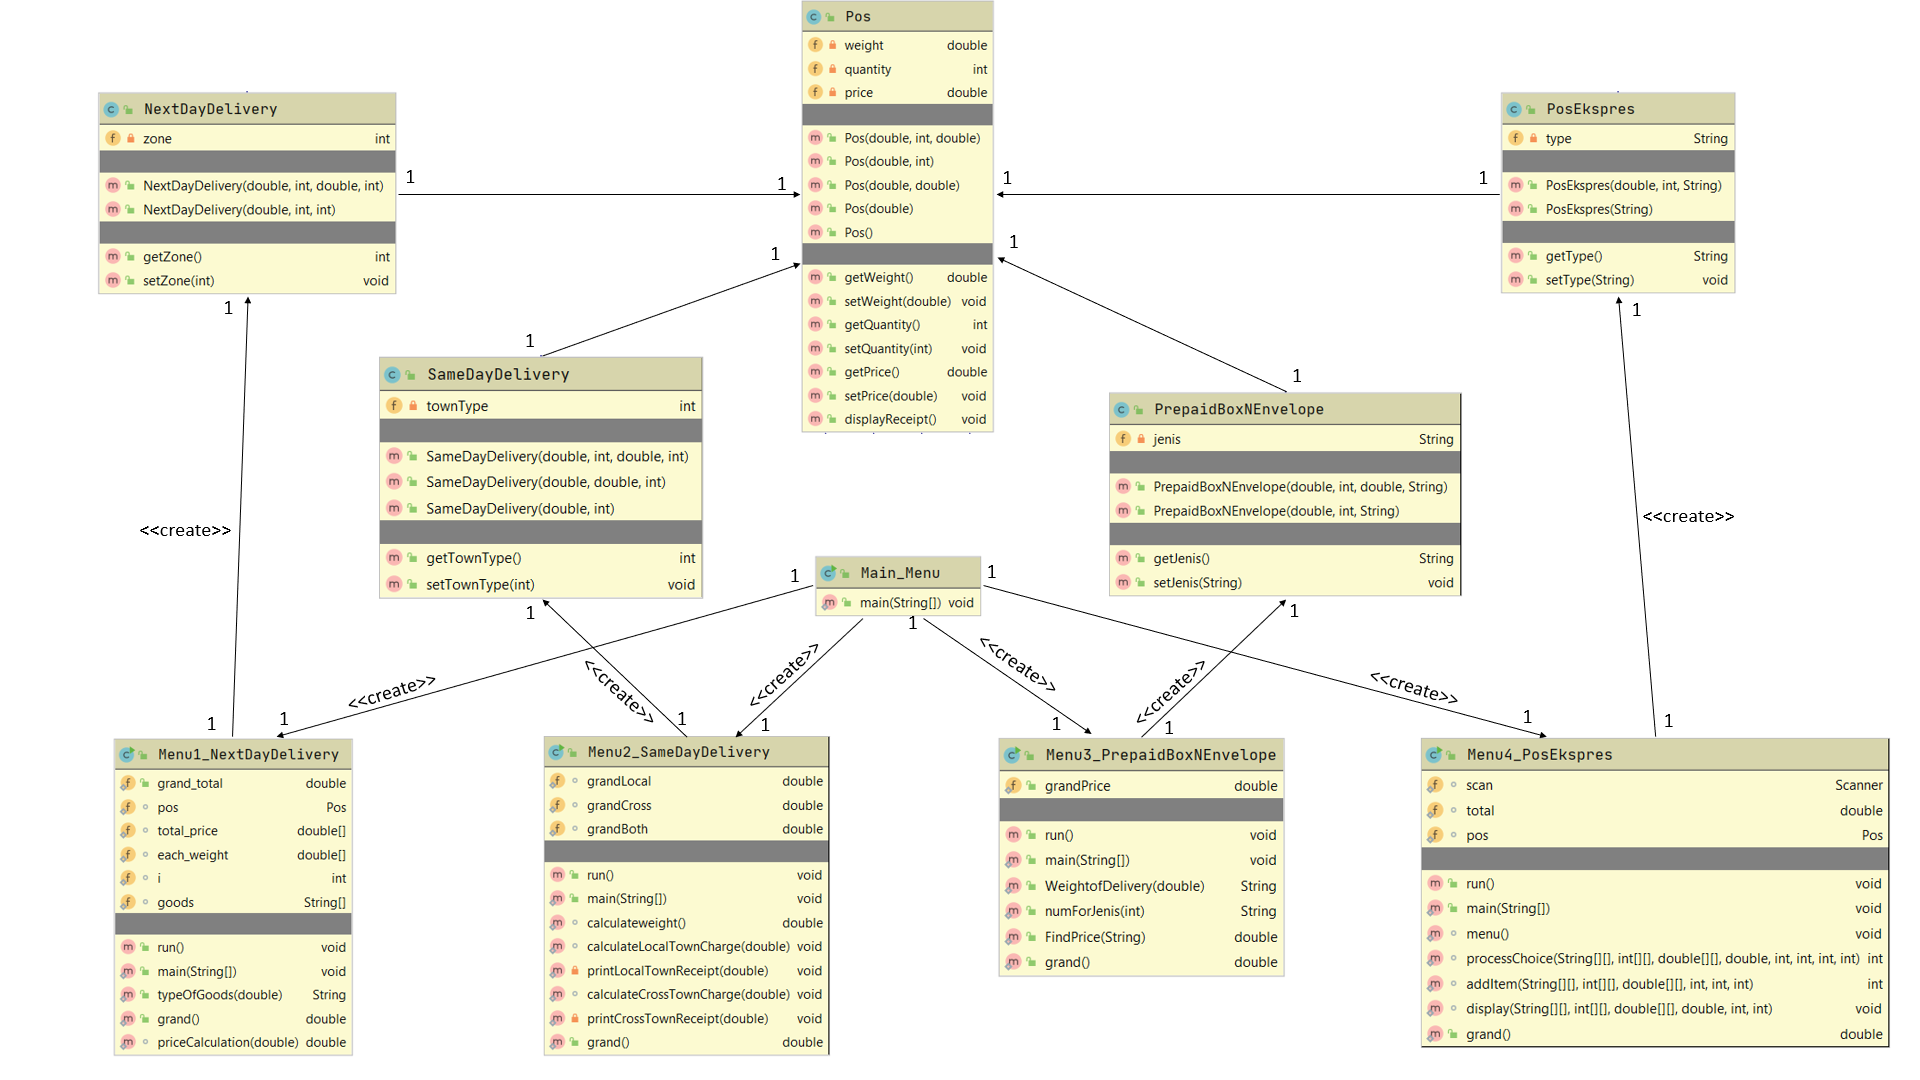 Pos
weight double
quantity int
price double
Pos(double, int, double)
Pos(double, int)
Pos(double, double)
Pos(double)
Pos()
getWeight() double
setWeight(double) void
getQuantity() int
setQuantity(int) void
getPrice() double
setPrice(double) void
displayReceipt() void
NextDayDelivery
zone int
NextDayDelivery(double, int, double, int)
NextDayDelivery(double, int, int)
getZone() int
setZone(int) void
PosEkspres
type String
PosEkspres(double, int, String)
PosEkspres(String)
getType() String
setType(String) void
1
1
1
1
1
1
1
1
1
1
SameDayDelivery
townType int
SameDayDelivery(double, int, double, int)
SameDayDelivery(double, double, int)
SameDayDelivery(double, int)
getTownType() int
setTownType(int) void
PrepaidBoxNEnvelope
jenis String
PrepaidBoxNEnvelope(double, int, double, String)
PrepaidBoxNEnvelope(double, int, String)
getJenis() String
setJenis(String) void
<<create>>
<<create>>
Main_Menu
main(String[]) void
1
1
1
1
1
<<create>>
<<create>>
<<create>>
<<create>>
<<create>>
<<create>>
1
1
1
1
1
1
1
1
Menu1_NextDayDelivery
grand_total double
pos Pos
total_price double[]
each_weight double[]
i int
goods String[]
run() void
main(String[]) void
typeOfGoods(double) String
grand() double
priceCalculation(double) double
Menu2_SameDayDelivery
grandLocal double
grandCross double
grandBoth double
run() void
main(String[]) void
calculateweight() double
calculateLocalTownCharge(double) void
printLocalTownReceipt(double) void
calculateCrossTownCharge(double) void
printCrossTownReceipt(double) void
grand() double
Menu3_PrepaidBoxNEnvelope
grandPrice double
run() void
main(String[]) void
WeightofDelivery(double) String
numForJenis(int) String
FindPrice(String) double
grand() double
Menu4_PosEkspres
scan Scanner
total double
pos Pos
run() void
main(String[]) void
menu() void
processChoice(String[][], int[][], double[][], double, int, int, int, int) int
addItem(String[][], int[][], double[][], int, int, int) int
display(String[][], int[][], double[][], double, int, int) void
grand() double